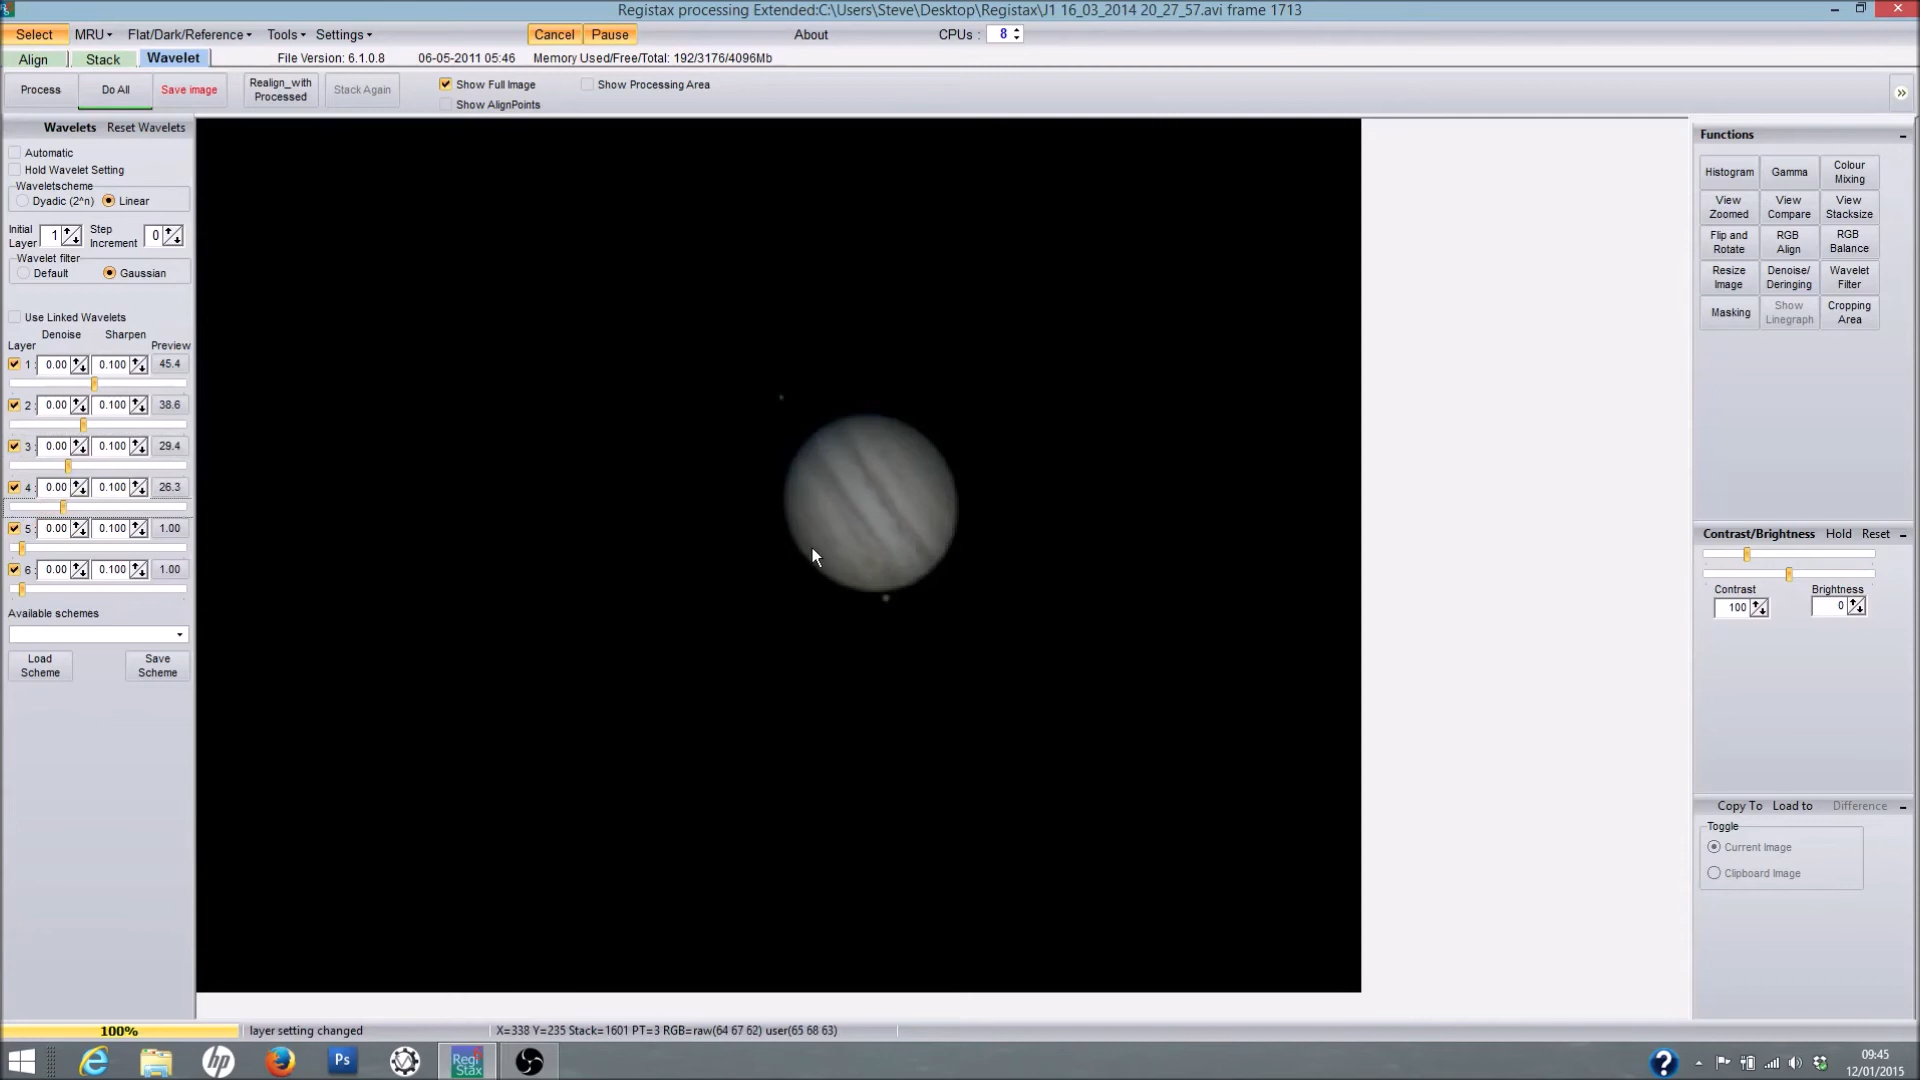 Registax processing Extended:C:\Users\Steve\Desktop\Registax\J1 16_03_2014 20_27_57.avi frame 1713
Select MRU Flat/Dark/Reference Tools Settings Cancel Pause About CPUs : 8
Align Stack Wavelet File Version: 6.1.0.8 06-05-2011 05:46 Memory Used/Free/Total: 192/3176/4096Mb
Process Do All Save image Realign_with Processed Stack Again
Show Full Image Show Processing Area
Show AlignPoints
Wavelets Reset Wavelets
Automatic
Hold Wavelet Setting
Waveletscheme
Dyadic (2^n) Linear
Initial Layer 1 Step Increment 0
Wavelet filter
Default Gaussian
Use Linked Wavelets
Denoise Sharpen
Layer Preview
1 : 0.00 0.100 45.4
2 : 0.00 0.100 38.6
3 : 0.00 0.100 29.4
4 : 0.00 0.100 26.3
5 : 0.00 0.100 1.00
6 : 0.00 0.100 1.00
Available schemes
Load Scheme Save Scheme
Functions
Histogram Gamma Colour Mixing
View Zoomed View Compare View Stacksize
Flip and Rotate RGB Align RGB Balance
Resize Image Denoise/ Deringing Wavelet Filter
Masking Show Linegraph Cropping Area
Contrast/Brightness Hold Reset
Contrast Brightness
100 0
Copy To Load to Difference
Toggle
Current Image
Clipboard Image
100% layer setting changed X=338 Y=235 Stack=1601 PT=3 RGB=raw(64 67 62) user(65 68 63)
hp Ps Regi Stax ?
09:45
12/01/2015